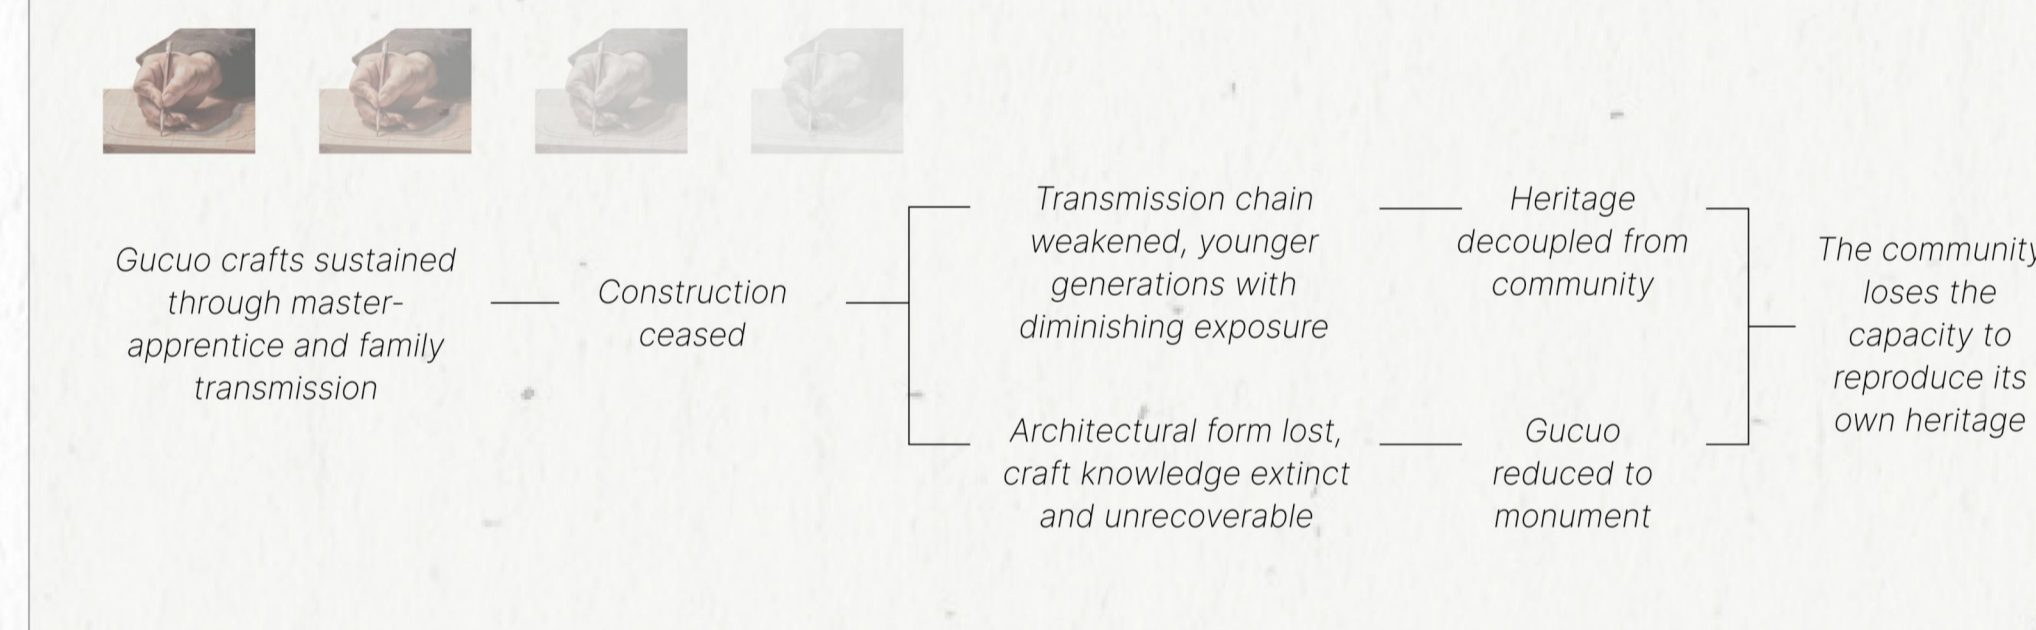 Gucuo crafts sustained
through master-
apprentice and family
transmission
Construction
ceased
Transmission chain
weakened, younger
generations with
diminishing exposure
Heritage
decoupled from
community
Architectural form lost,
craft knowledge extinct
and unrecoverable
Gucuo
reduced to
monument
The community
loses the
capacity to
reproduce its
own heritage